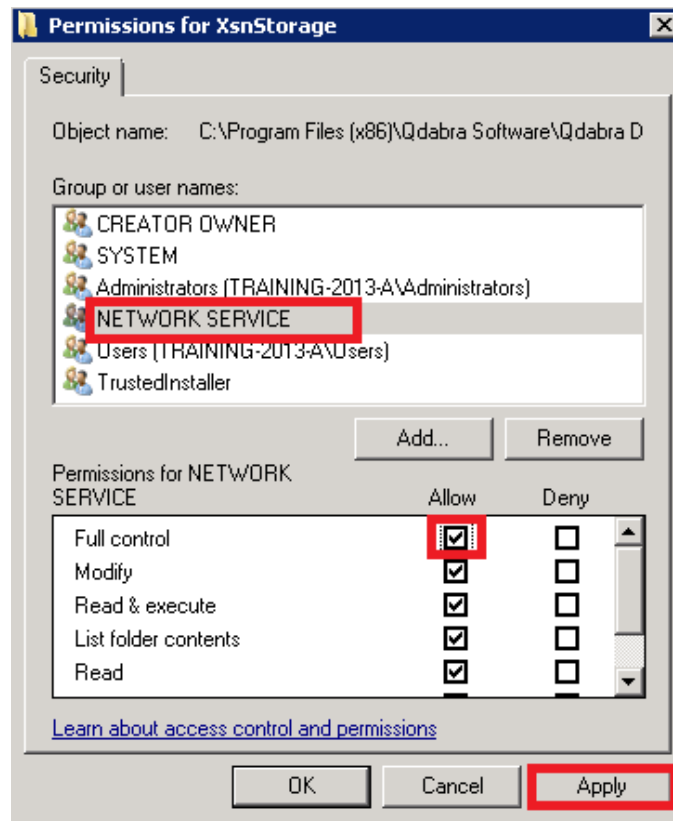 Permissions for XsnStorage
Security
Object name: C:\Program Files (x86)\Qdabra Software\Qdabra D
Group or user names:
CREATOR OWNER
SYSTEM
Administrators (TRAINING-2013-A\Administrators)
NETWORK SERVICE
Users (TRAINING-2013-A\Users)
TrustedInstaller
Add... Remove
Permissions for NETWORK
SERVICE Allow Deny
Full control
Modify
Read & execute
List folder contents
Read
Learn about access control and permissions
OK Cancel Apply